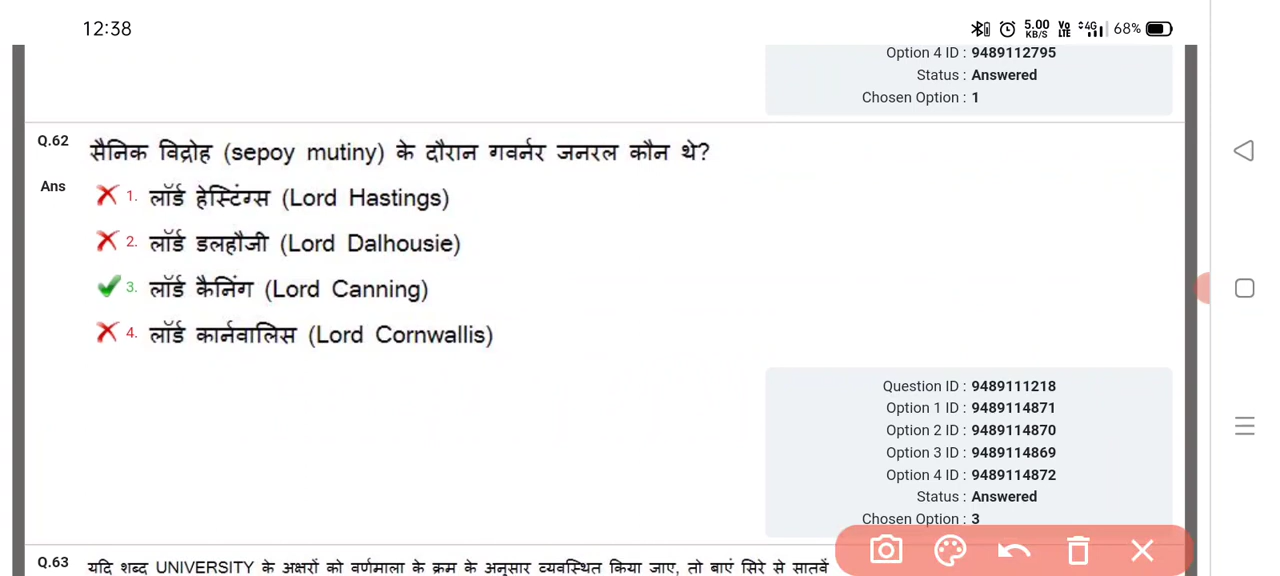 12:38 5.00 KB/S Vo LTE 4G 68%
Option 4 ID : 9489112795
Status : Answered
Chosen Option : 1
Q.62 सैनिक विद्रोह (sepoy mutiny) के दौरान गवर्नर जनरल कौन थे?
Ans 1. लॉर्ड हेस्टिंग्स (Lord Hastings)
2. लॉर्ड डलहौजी (Lord Dalhousie)
3. लॉर्ड कैनिंग (Lord Canning)
4. लॉर्ड कार्नवालिस (Lord Cornwallis)
Question ID : 9489111218
Option 1 ID : 9489114871
Option 2 ID : 9489114870
Option 3 ID : 9489114869
Option 4 ID : 9489114872
Status : Answered
Chosen Option : 3
Q.63 यदि शब्द UNIVERSITY के अक्षरों को वर्णमाला के क्रम के अनुसार व्यवस्थित किया जाए, तो बाएं सिरे से सातवें